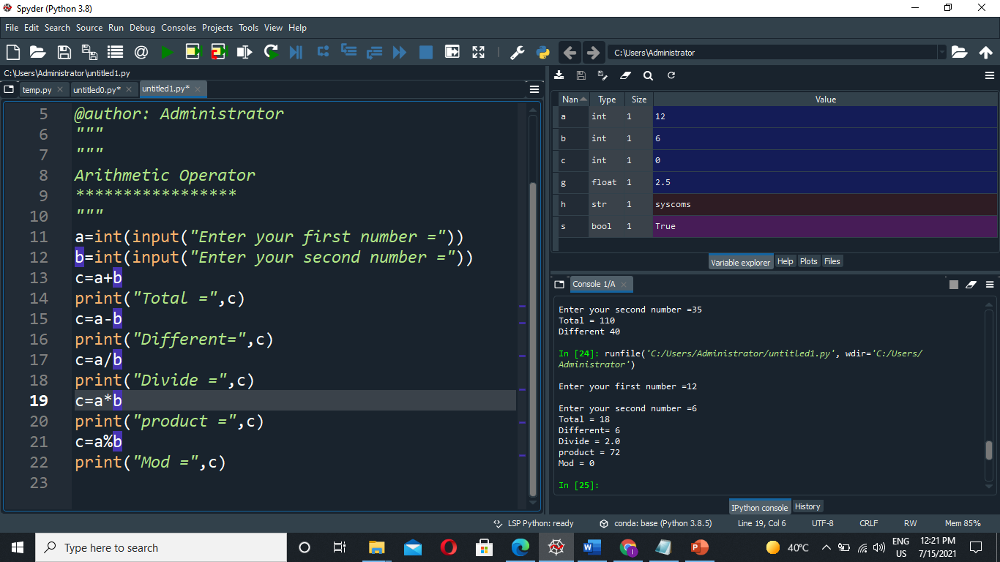 Spyder (Python 3.8)
File Edit Search Source Run Debug Consoles Projects Tools View Help
C:\Users\Administrator
C:\Users\Administrator\untitled1.py
temp.py untitled0.py* untitled1.py*
5 @author: Administrator
6 """
7 """
8 Arithmetic Operator
9 *****************
10 """
11 a=int(input("Enter your first number ="))
12 b=int(input("Enter your second number ="))
13 c=a+b
14 print("Total =",c)
15 c=a-b
16 print("Different=",c)
17 c=a/b
18 print("Divide =",c)
19 c=a*b
20 print("product =",c)
21 c=a%b
22 print("Mod =",c)
23
Nan Type Size Value
a int 1 12
b int 1 6
c int 1 0
g float 1 2.5
h str 1 syscoms
s bool 1 True
Variable explorer Help Plots Files
Console 1/A
Enter your second number =35
Total = 110
Different 40
In [24]: runfile('C:/Users/Administrator/untitled1.py', wdir='C:/Users/
Administrator')
Enter your first number =12
Enter your second number =6
Total = 18
Different= 6
Divide = 2.0
product = 72
Mod = 0
In [25]:
IPython console History
LSP Python: ready conda: base (Python 3.8.5) Line 19, Col 6 UTF-8 CRLF RW Mem 85%
Type here to search
40°C ENG US 12:21 PM 7/15/2021